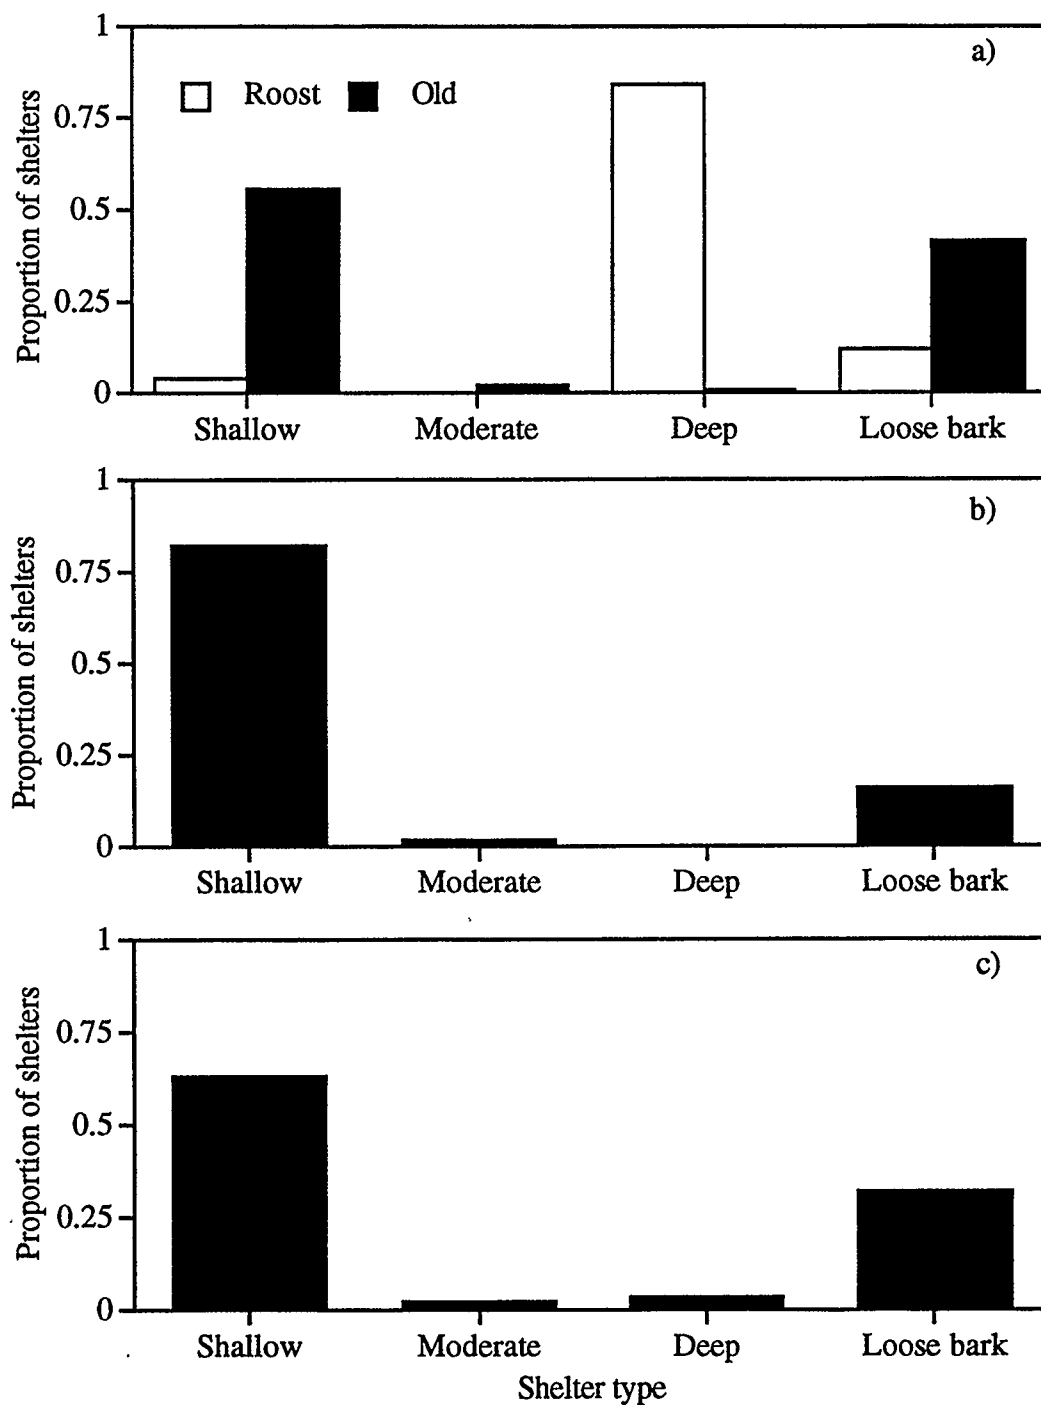 1
a)
Roost Old
0.75
0.5
0.25
0
Proportion of shelters
Shallow Moderate Deep Loose bark
1
b)
0.75
0.5
0.25
0
Proportion of shelters
Shallow Moderate Deep Loose bark
1
c)
0.75
0.5
0.25
0
Proportion of shelters
Shallow Moderate Deep Loose bark
Shelter type